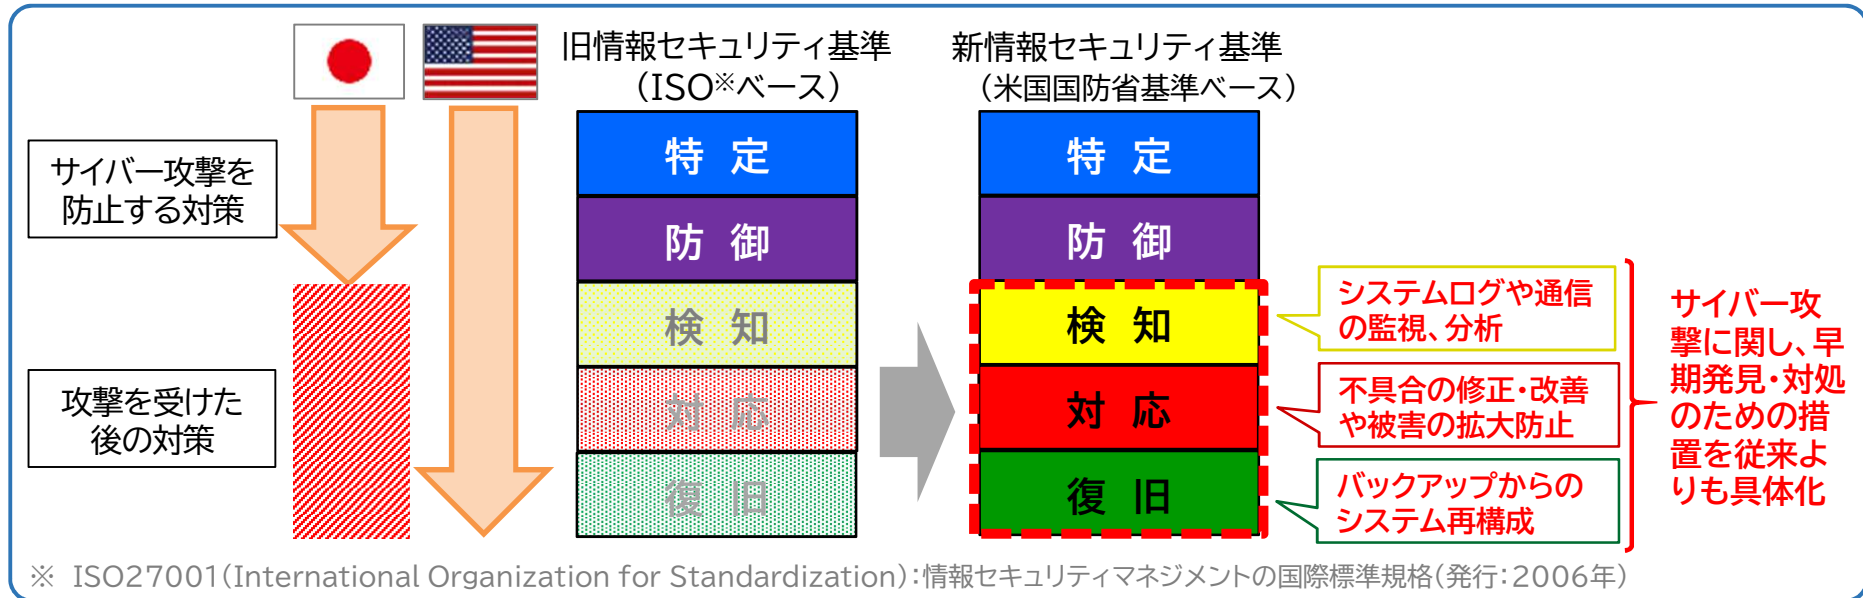 旧情報セキュリティ基準
（ISO※ベース）
新情報セキュリティ基準
（米国国防省基準ベース）
サイバー攻撃を
防止する対策
攻撃を受けた
後の対策
特 定
防 御
検 知
対 応
復 旧
特 定
防 御
検 知
対 応
復 旧
システムログや通信
の監視、分析
不具合の修正・改善
や被害の拡大防止
バックアップからの
システム再構成
サイバー攻
撃に関し、早
期発見・対処
のための措
置を従来よ
りも具体化
※ ISO27001(International Organization for Standardization)：情報セキュリティマネジメントの国際標準規格(発行：2006年)